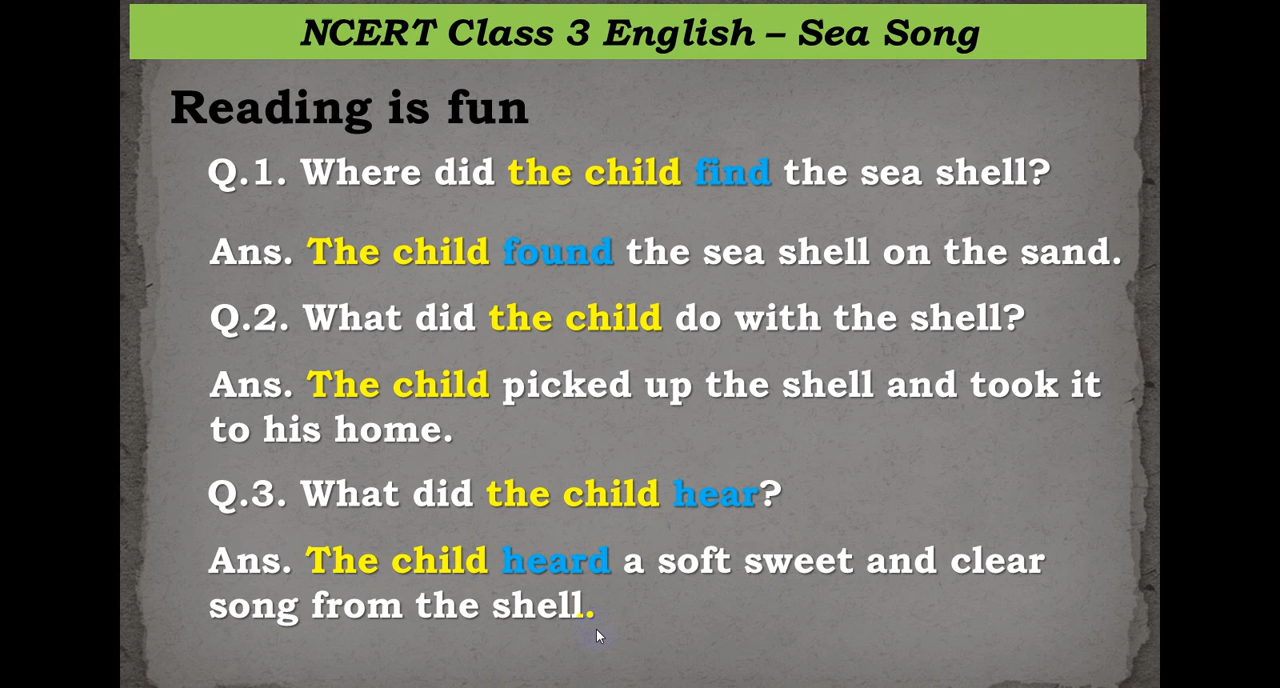 NCERT Class 3 English – Sea Song
Reading is fun
Q.1. Where did the child find the sea shell?
Ans. The child found the sea shell on the sand.
Q.2. What did the child do with the shell?
Ans. The child picked up the shell and took it
to his home.
Q.3. What did the child hear?
Ans. The child heard a soft sweet and clear
song from the shell..